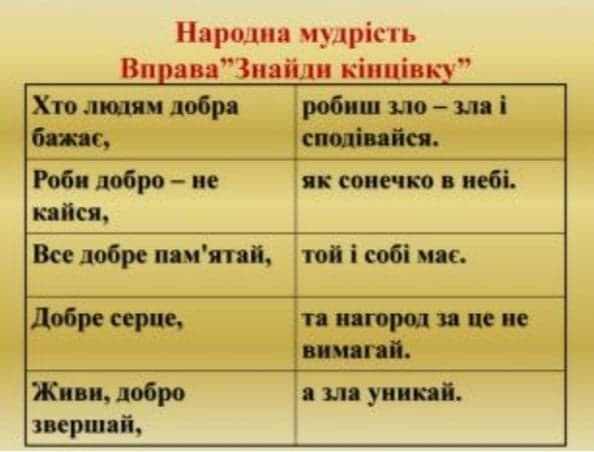 Народна мудрість
Вправа”Знайди кінцівку”
Хто людям добра
бажає,
робиш зло – зла і
сподівайся.
Роби добро – не
кайся,
як сонечко в небі.
Все добре пам'ятай,
той і собі має.
Добре серце,
та нагород за це не
вимагай.
Живи, добро
звершай,
а зла уникай.